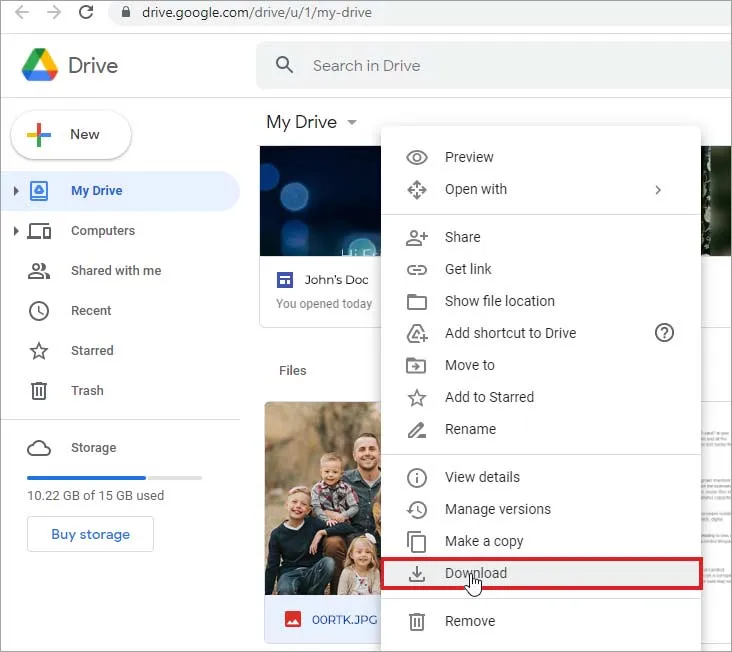 drive.google.com/drive/u/1/my-drive
Drive
Search in Drive
New
My Drive
My Drive
Computers
Shared with me
Recent
Starred
Trash
Storage
10.22 GB of 15 GB used
Buy storage
John's Doc
You opened today
Files
00RTK.JPG
Preview
Open with
Share
Get link
Show file location
Add shortcut to Drive
Move to
Add to Starred
Rename
View details
Manage versions
Make a copy
Download
Remove